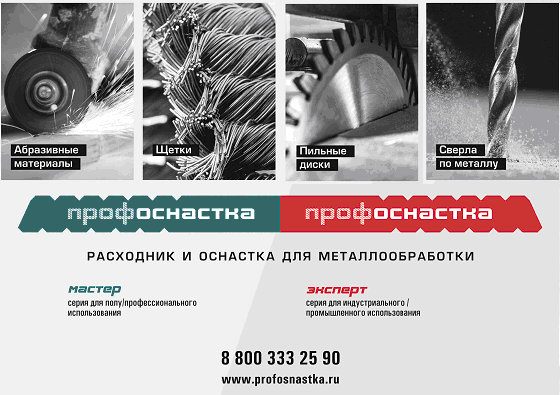 Абразивные
материалы
Щетки
Пильные
диски
Сверла
по металлу
профоснастка
профоснастка
РАСХОДНИК И ОСНАСТКА ДЛЯ МЕТАЛЛООБРАБОТКИ
мастер
серия для полу/профессионального
использования
эксперт
серия для индустриального /
промышленного использования
8 800 333 25 90
www.profosnastka.ru